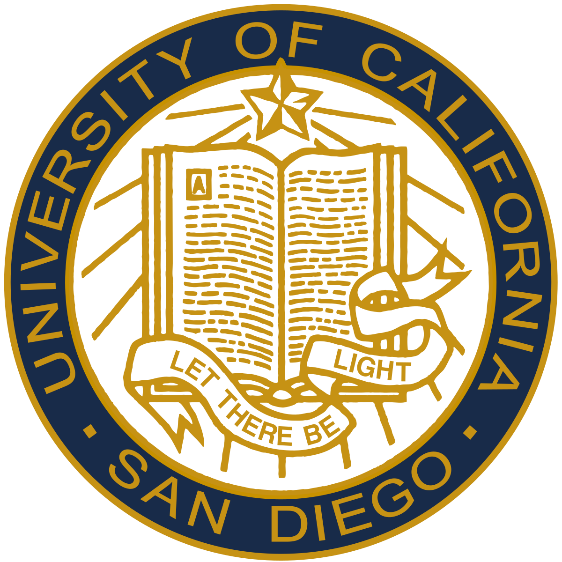 UNIVERSITY OF CALIFORNIA
SAN DIEGO
A
LET THERE BE
LIGHT